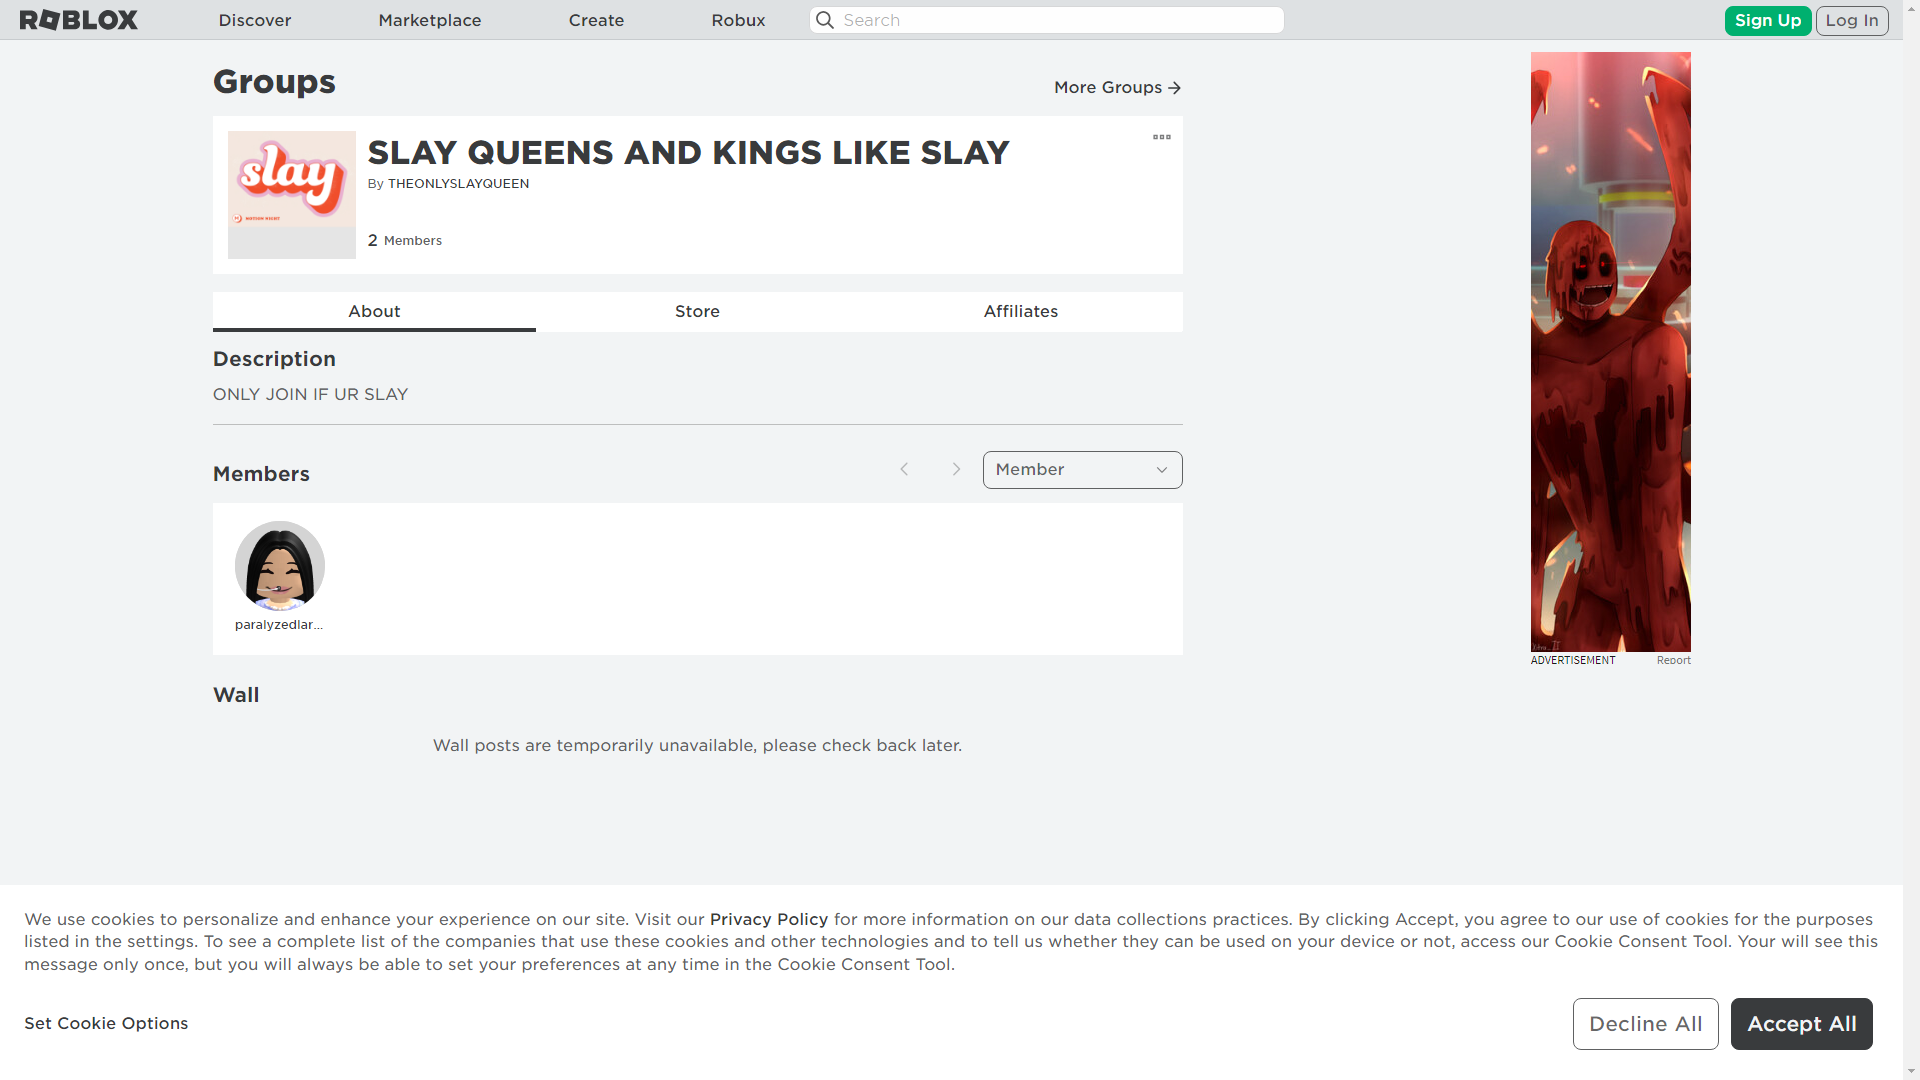 ROBLOX
Discover
Marketplace
Create
Robux
Search
Sign Up
Log In
Groups
More Groups
slay
SLAY QUEENS AND KINGS LIKE SLAY
By THEONLYSLAYQUEEN
2 Members
About
Store
Affiliates
Description
ONLY JOIN IF UR SLAY
Members
Member
paralyzedlar...
Wall
Wall posts are temporarily unavailable, please check back later.
ADVERTISEMENT
Report
We use cookies to personalize and enhance your experience on our site. Visit our Privacy Policy for more information on our data collections practices. By clicking Accept, you agree to our use of cookies for the purposes
listed in the settings. To see a complete list of the companies that use these cookies and other technologies and to tell us whether they can be used on your device or not, access our Cookie Consent Tool. Your will see this
message only once, but you will always be able to set your preferences at any time in the Cookie Consent Tool.
Set Cookie Options
Decline All
Accept All